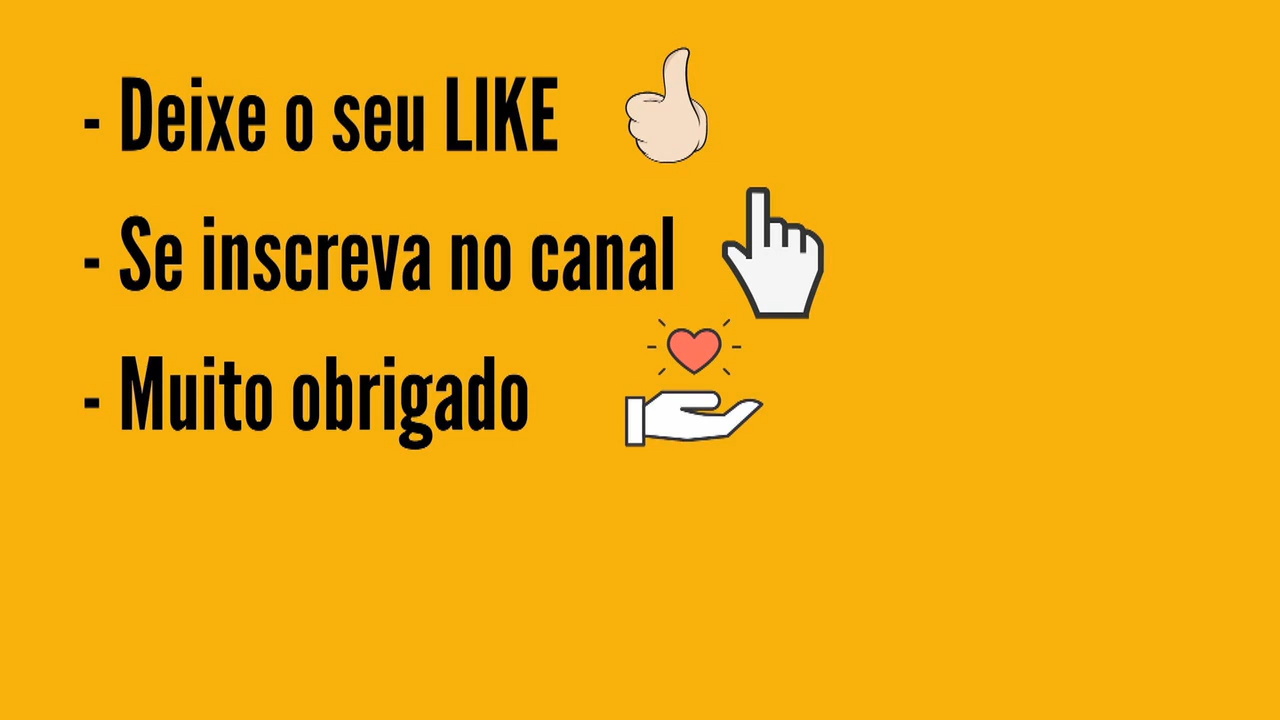 - Deixe o seu LIKE
- Se inscreva no canal
- Muito obrigado